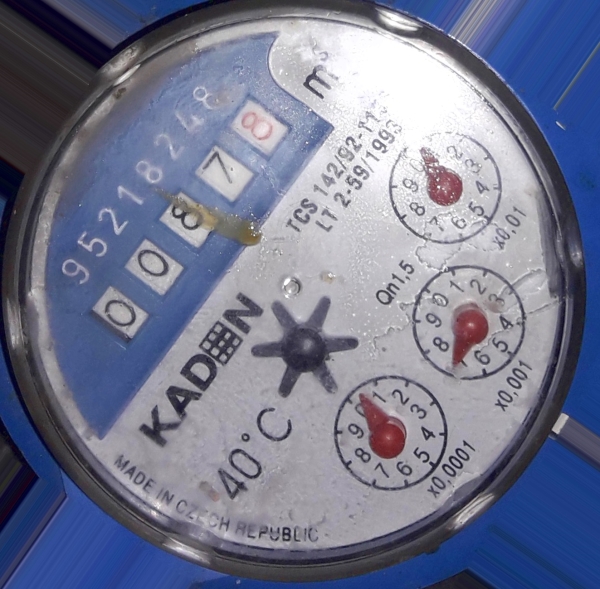 95218248
m³
00878
TCS 142/92-11
LT 2-59/1993
x0,01
Qn1,5
x0,001
x0,0001
KADEN
40°C
MADE IN CZECH REPUBLIC